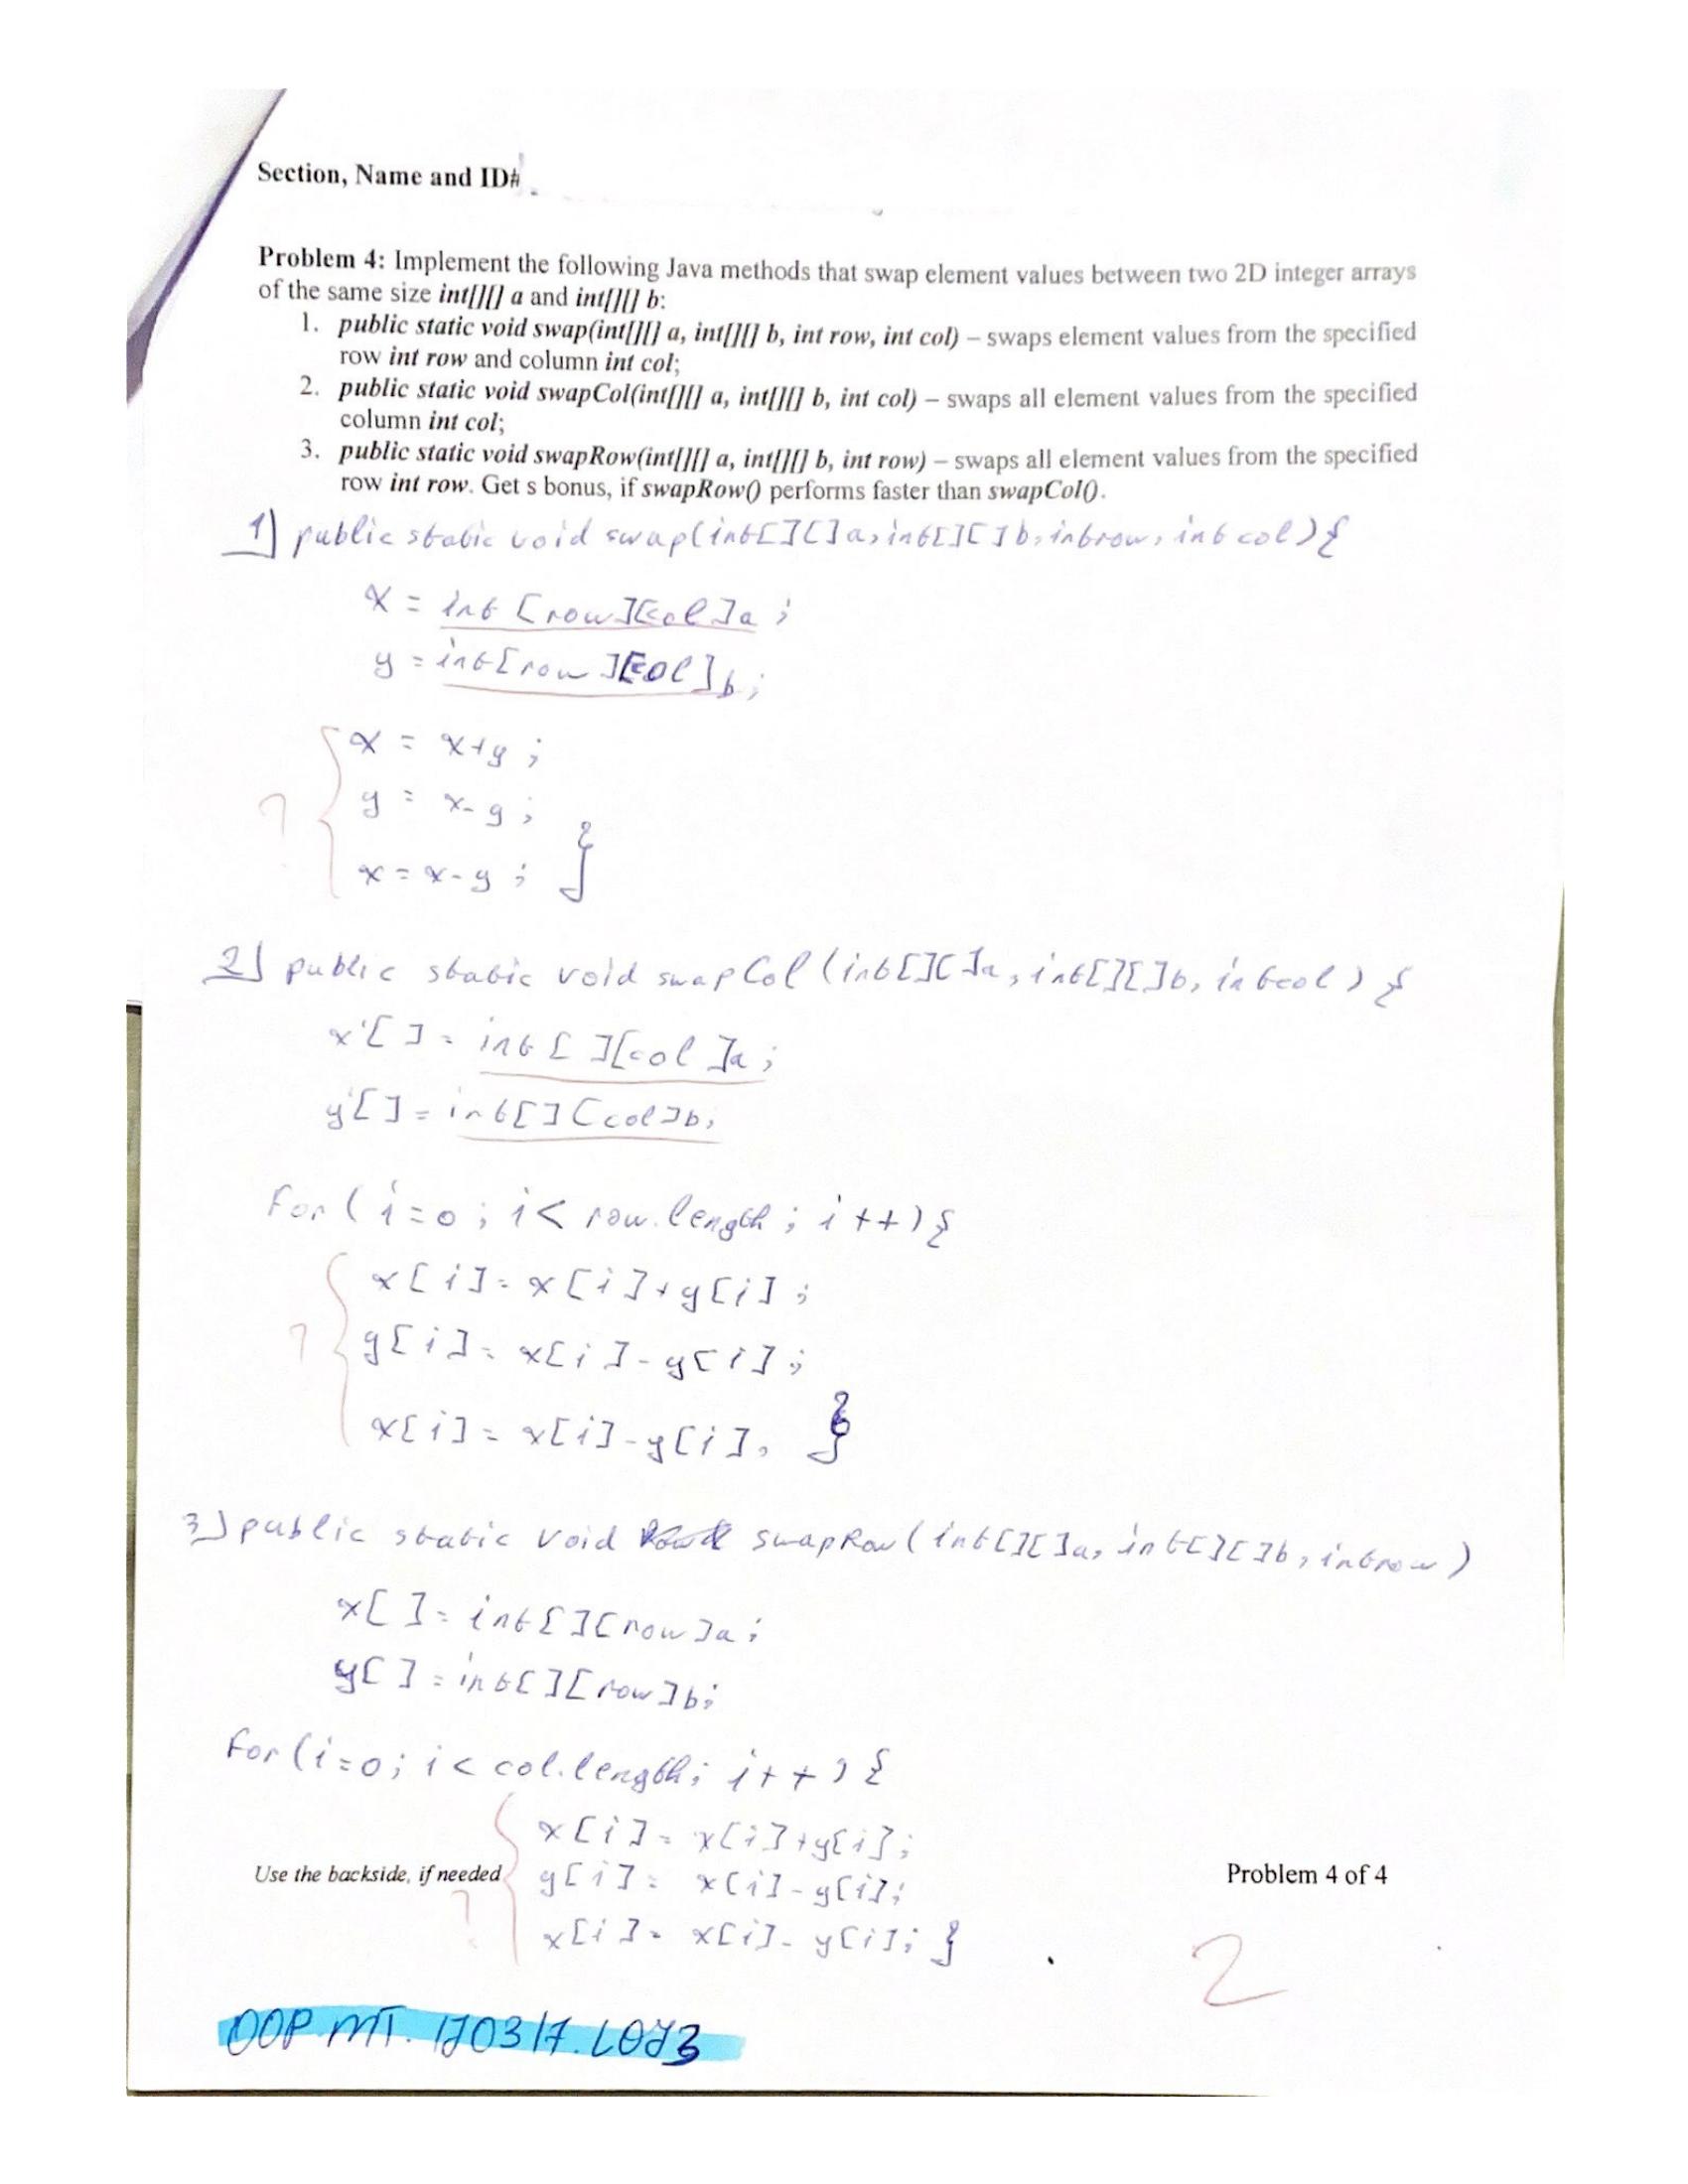 Section, Name and ID#
Problem 4: Implement the following Java methods that swap element values between two 2D integer arrays
of the same size int[][] a and int[][] b:
1. public static void swap(int[][] a, int[][] b, int row, int col) – swaps element values from the specified
row int row and column int col;
2. public static void swapCol(int[][] a, int[][] b, int col) – swaps all element values from the specified
column int col;
3. public static void swapRow(int[][] a, int[][] b, int row) – swaps all element values from the specified
row int row. Get s bonus, if swapRow() performs faster than swapCol().
1) public static void swap(int[][]a, int[][]b, int row, int col){
x = int [row][col]a ;
y = int[row][col]b ;
x = x+y ;
y = x-y ;
? x = x-y ; }
2) public static void swapCol(int[][]a, int[][]b, int col) {
x[ ] = int[ ][col]a ;
y[ ] = int[][col]b;
for (i=0 ; i< row.length ; i++){
x[i] = x[i]+y[i] ;
? y[i] = x[i]-y[i] ;
x[i] = x[i]-y[i]; }
3) public static void swapRow(int[][]a, int[][]b, int row)
x[ ] = int[][row]a ;
y[ ] = int[][row]b;
for(i=0; i< col.length; i++){
x[i] = x[i]+y[i];
Use the backside, if needed y[i] = x[i]-y[i]; Problem 4 of 4
? x[i] = x[i]-y[i]; }
2
OOP.MT.170317.L073